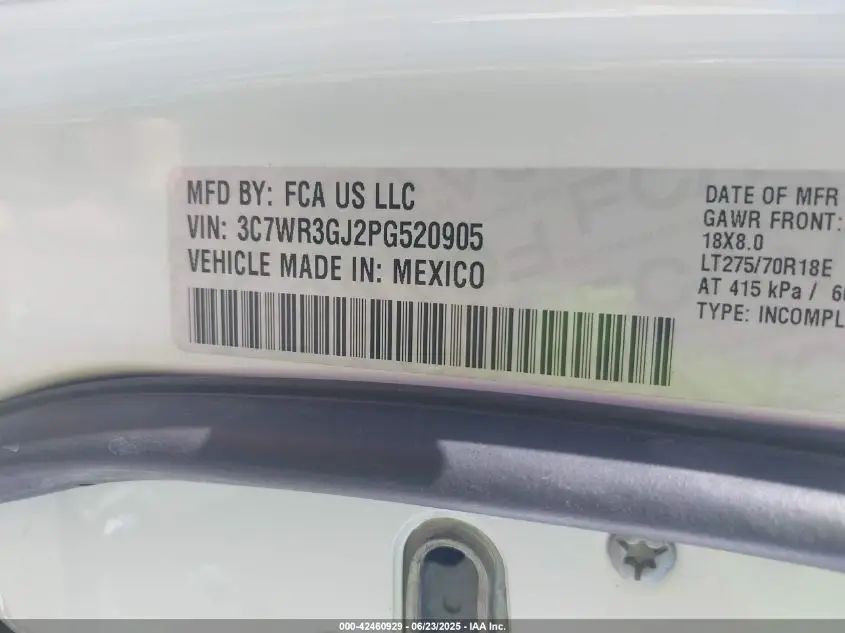 MFD BY: FCA US LLC
VIN: 3C7WR3GJ2PG520905
VEHICLE MADE IN: MEXICO
DATE OF MFR
GAWR FRONT:
18X8.0
LT275/70R18E
AT 415 kPa /
TYPE:
000-42460929 - 06/23/2025 - IAA Inc.